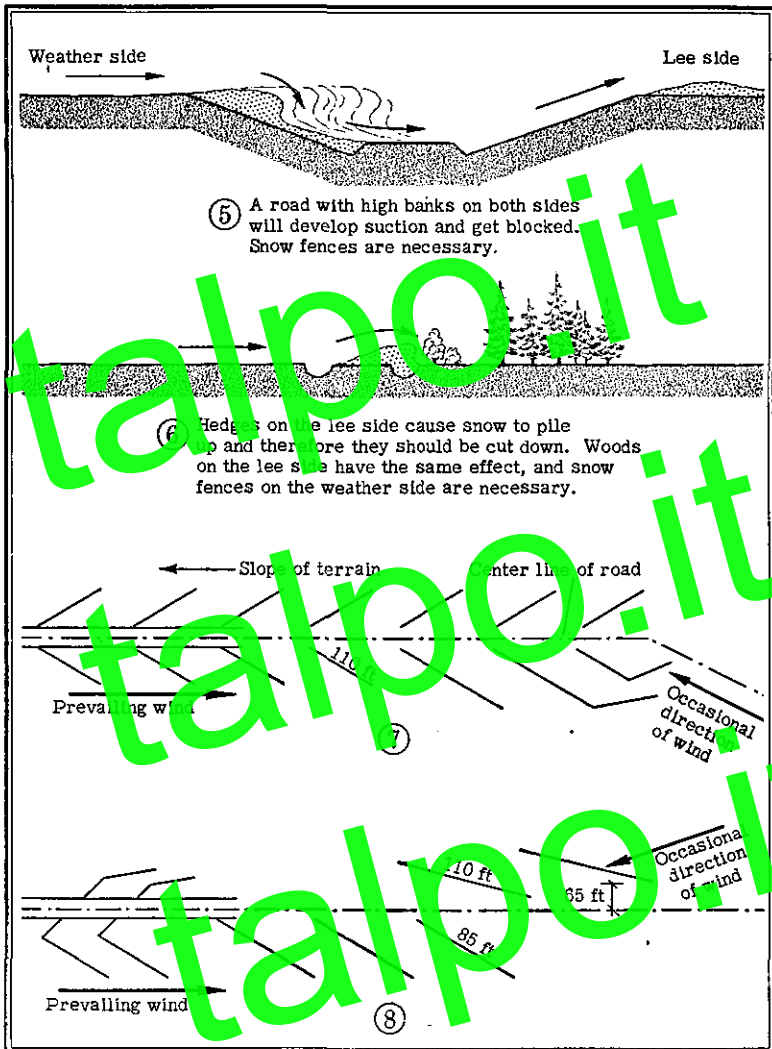 Weather side
Lee side
5 A road with high banks on both sides
will develop suction and get blocked.
Snow fences are necessary.
6 Hedges on the lee side cause snow to pile
up and therefore they should be cut down. Woods
on the lee side have the same effect, and snow
fences on the weather side are necessary.
Slope of terrain
Center line of road
110 ft
Prevailing wind
Occasional
direction
of wind
7
110 ft
Occasional
direction
of wind
65 ft
85 ft
Prevailing wind
8
talpo.it
talpo.it
talpo.it